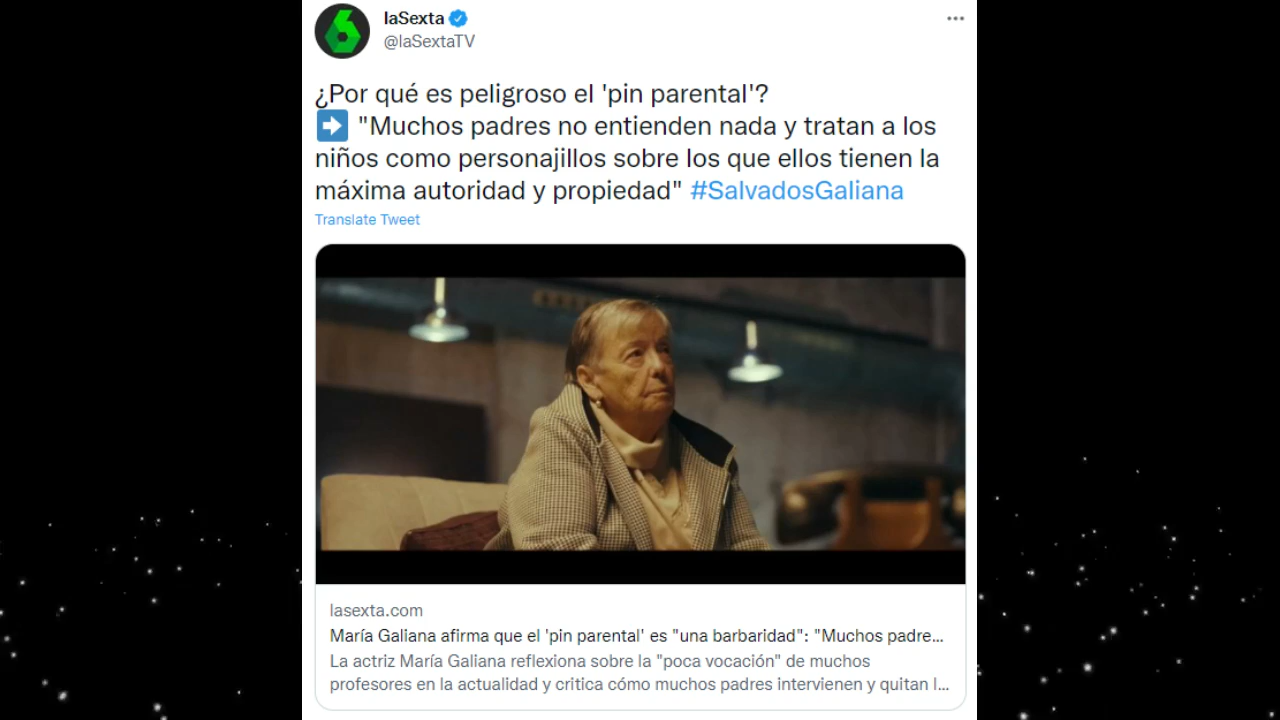 laSexta
@laSextaTV
¿Por qué es peligroso el 'pin parental'?
"Muchos padres no entienden nada y tratan a los
niños como personajillos sobre los que ellos tienen la
máxima autoridad y propiedad" #SalvadosGaliana
Translate Tweet
lasexta.com
María Galiana afirma que el 'pin parental' es "una barbaridad": "Muchos padre...
La actriz María Galiana reflexiona sobre la "poca vocación" de muchos
profesores en la actualidad y critica cómo muchos padres intervienen y quitan l...